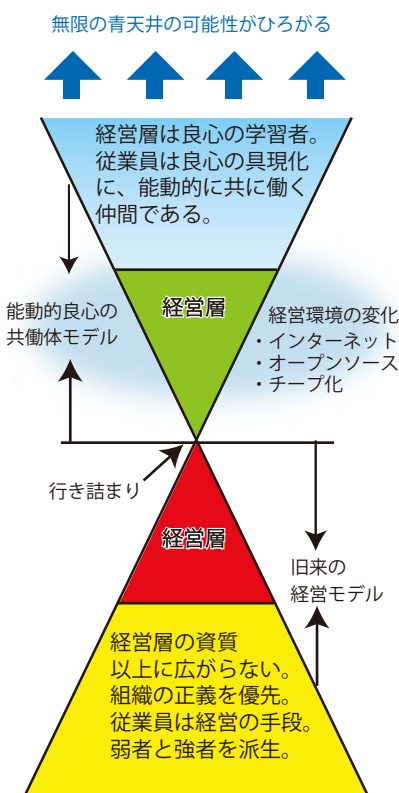 無限の青天井の可能性がひろがる
経営層は良心の学習者。
従業員は良心の具現化
に、能動的に共に働く
仲間である。
経営層
能動的良心の
共働体モデル
経営環境の変化
・インターネット
・オープンソース
・チープ化
行き詰まり
経営層
旧来の
経営モデル
経営層の資質
以上に広がらない。
組織の正義を優先。
従業員は経営の手段。
弱者と強者を派生。